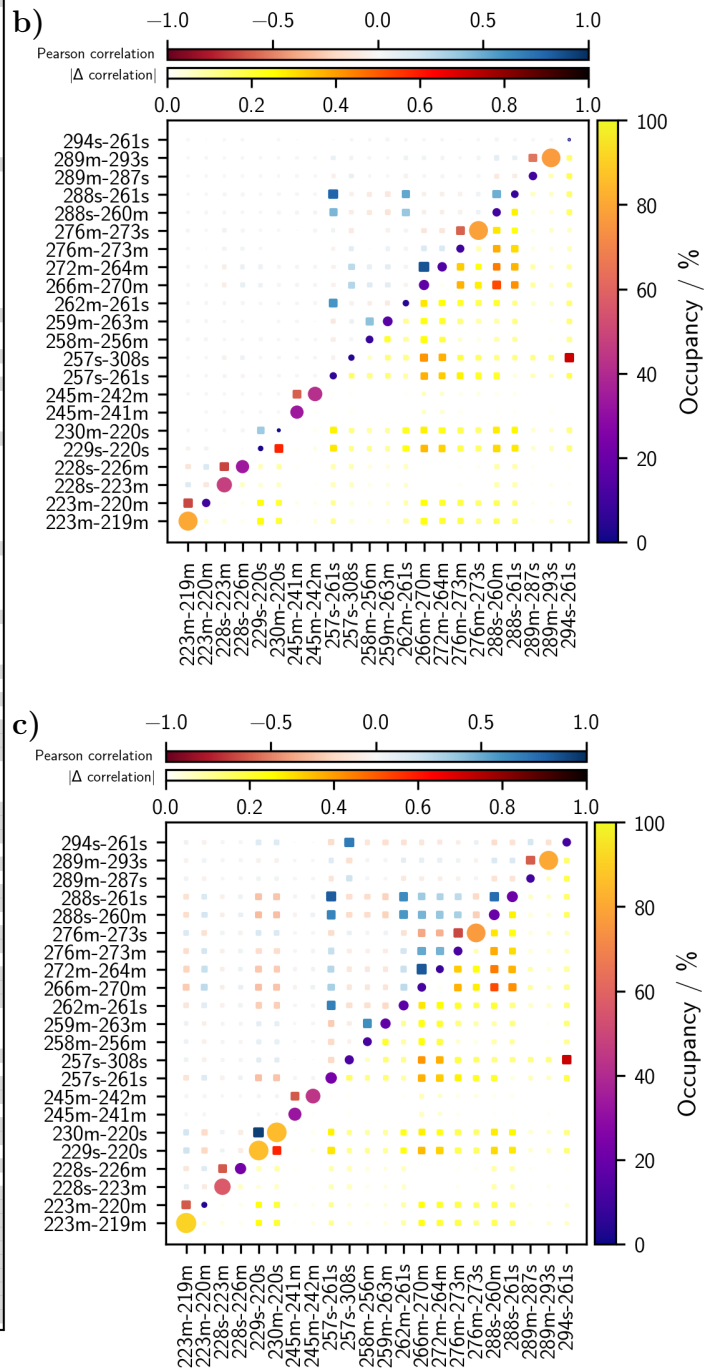 b)
−1.0 −0.5 0.0 0.5 1.0
Pearson correlation
|Δ correlation|
0.0 0.2 0.4 0.6 0.8 1.0
294s-261s
289m-293s
289m-287s
288s-261s
288s-260m
276m-273s
276m-273m
272m-264m
266m-270m
262m-261s
259m-263m
258m-256m
257s-308s
257s-261s
245m-242m
245m-241m
230m-220s
229s-220s
228s-226m
228s-223m
223m-220m
223m-219m
100
80
60
40
20
0
Occupancy / %
223m-219m
223m-220m
228s-223m
228s-226m
229s-220s
230m-220s
245m-241m
245m-242m
257s-261s
257s-308s
258m-256m
259m-263m
262m-261s
266m-270m
272m-264m
276m-273m
276m-273s
288s-260m
288s-261s
289m-287s
289m-293s
294s-261s
c)
−1.0 −0.5 0.0 0.5 1.0
Pearson correlation
|Δ correlation|
0.0 0.2 0.4 0.6 0.8 1.0
294s-261s
289m-293s
289m-287s
288s-261s
288s-260m
276m-273s
276m-273m
272m-264m
266m-270m
262m-261s
259m-263m
258m-256m
257s-308s
257s-261s
245m-242m
245m-241m
230m-220s
229s-220s
228s-226m
228s-223m
223m-220m
223m-219m
100
80
60
40
20
0
Occupancy / %
223m-219m
223m-220m
228s-223m
228s-226m
229s-220s
230m-220s
245m-241m
245m-242m
257s-261s
257s-308s
258m-256m
259m-263m
262m-261s
266m-270m
272m-264m
276m-273m
276m-273s
288s-260m
288s-261s
289m-287s
289m-293s
294s-261s